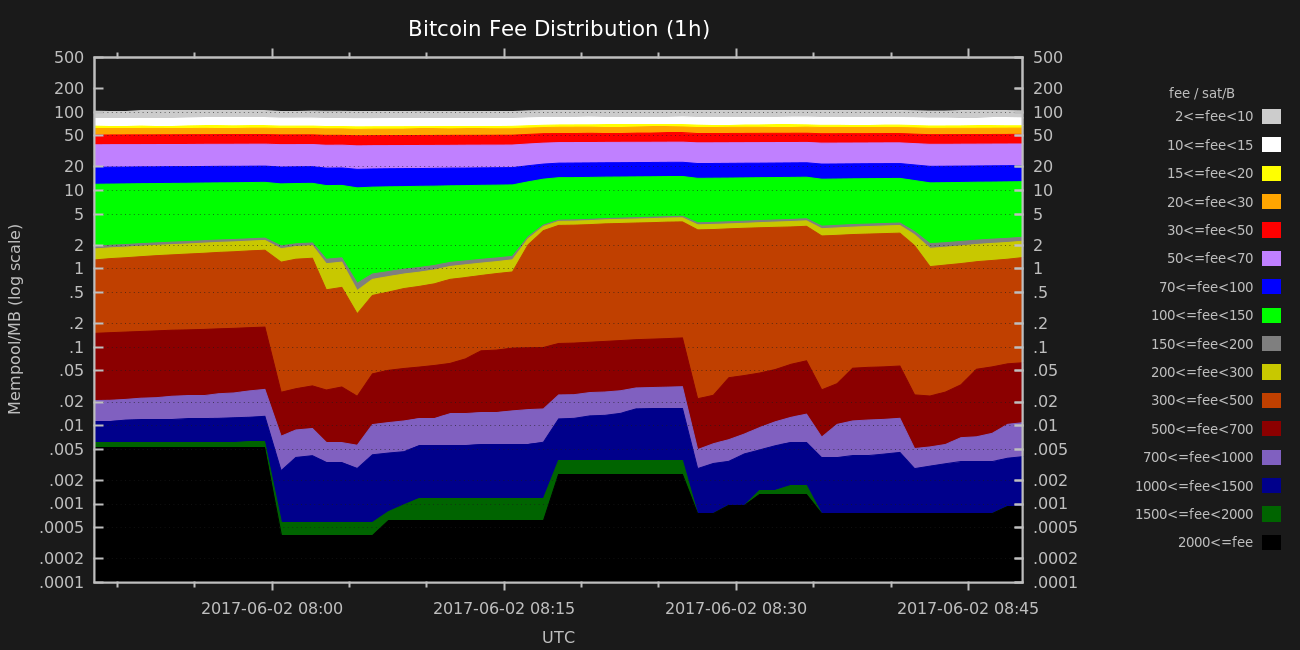 Bitcoin Fee Distribution (1h)
500 500
200 200
100 100
50 50
20 20
10 10
5 5
2 2
1 1
.5 .5
.2 .2
.1 .1
.05 .05
.02 .02
.01 .01
.005 .005
.002 .002
.001 .001
.0005 .0005
.0002 .0002
.0001 .0001
Mempool/MB (log scale)
2017-06-02 08:00 2017-06-02 08:15 2017-06-02 08:30 2017-06-02 08:45
UTC
fee / sat/B
2<=fee<10
10<=fee<15
15<=fee<20
20<=fee<30
30<=fee<50
50<=fee<70
70<=fee<100
100<=fee<150
150<=fee<200
200<=fee<300
300<=fee<500
500<=fee<700
700<=fee<1000
1000<=fee<1500
1500<=fee<2000
2000<=fee